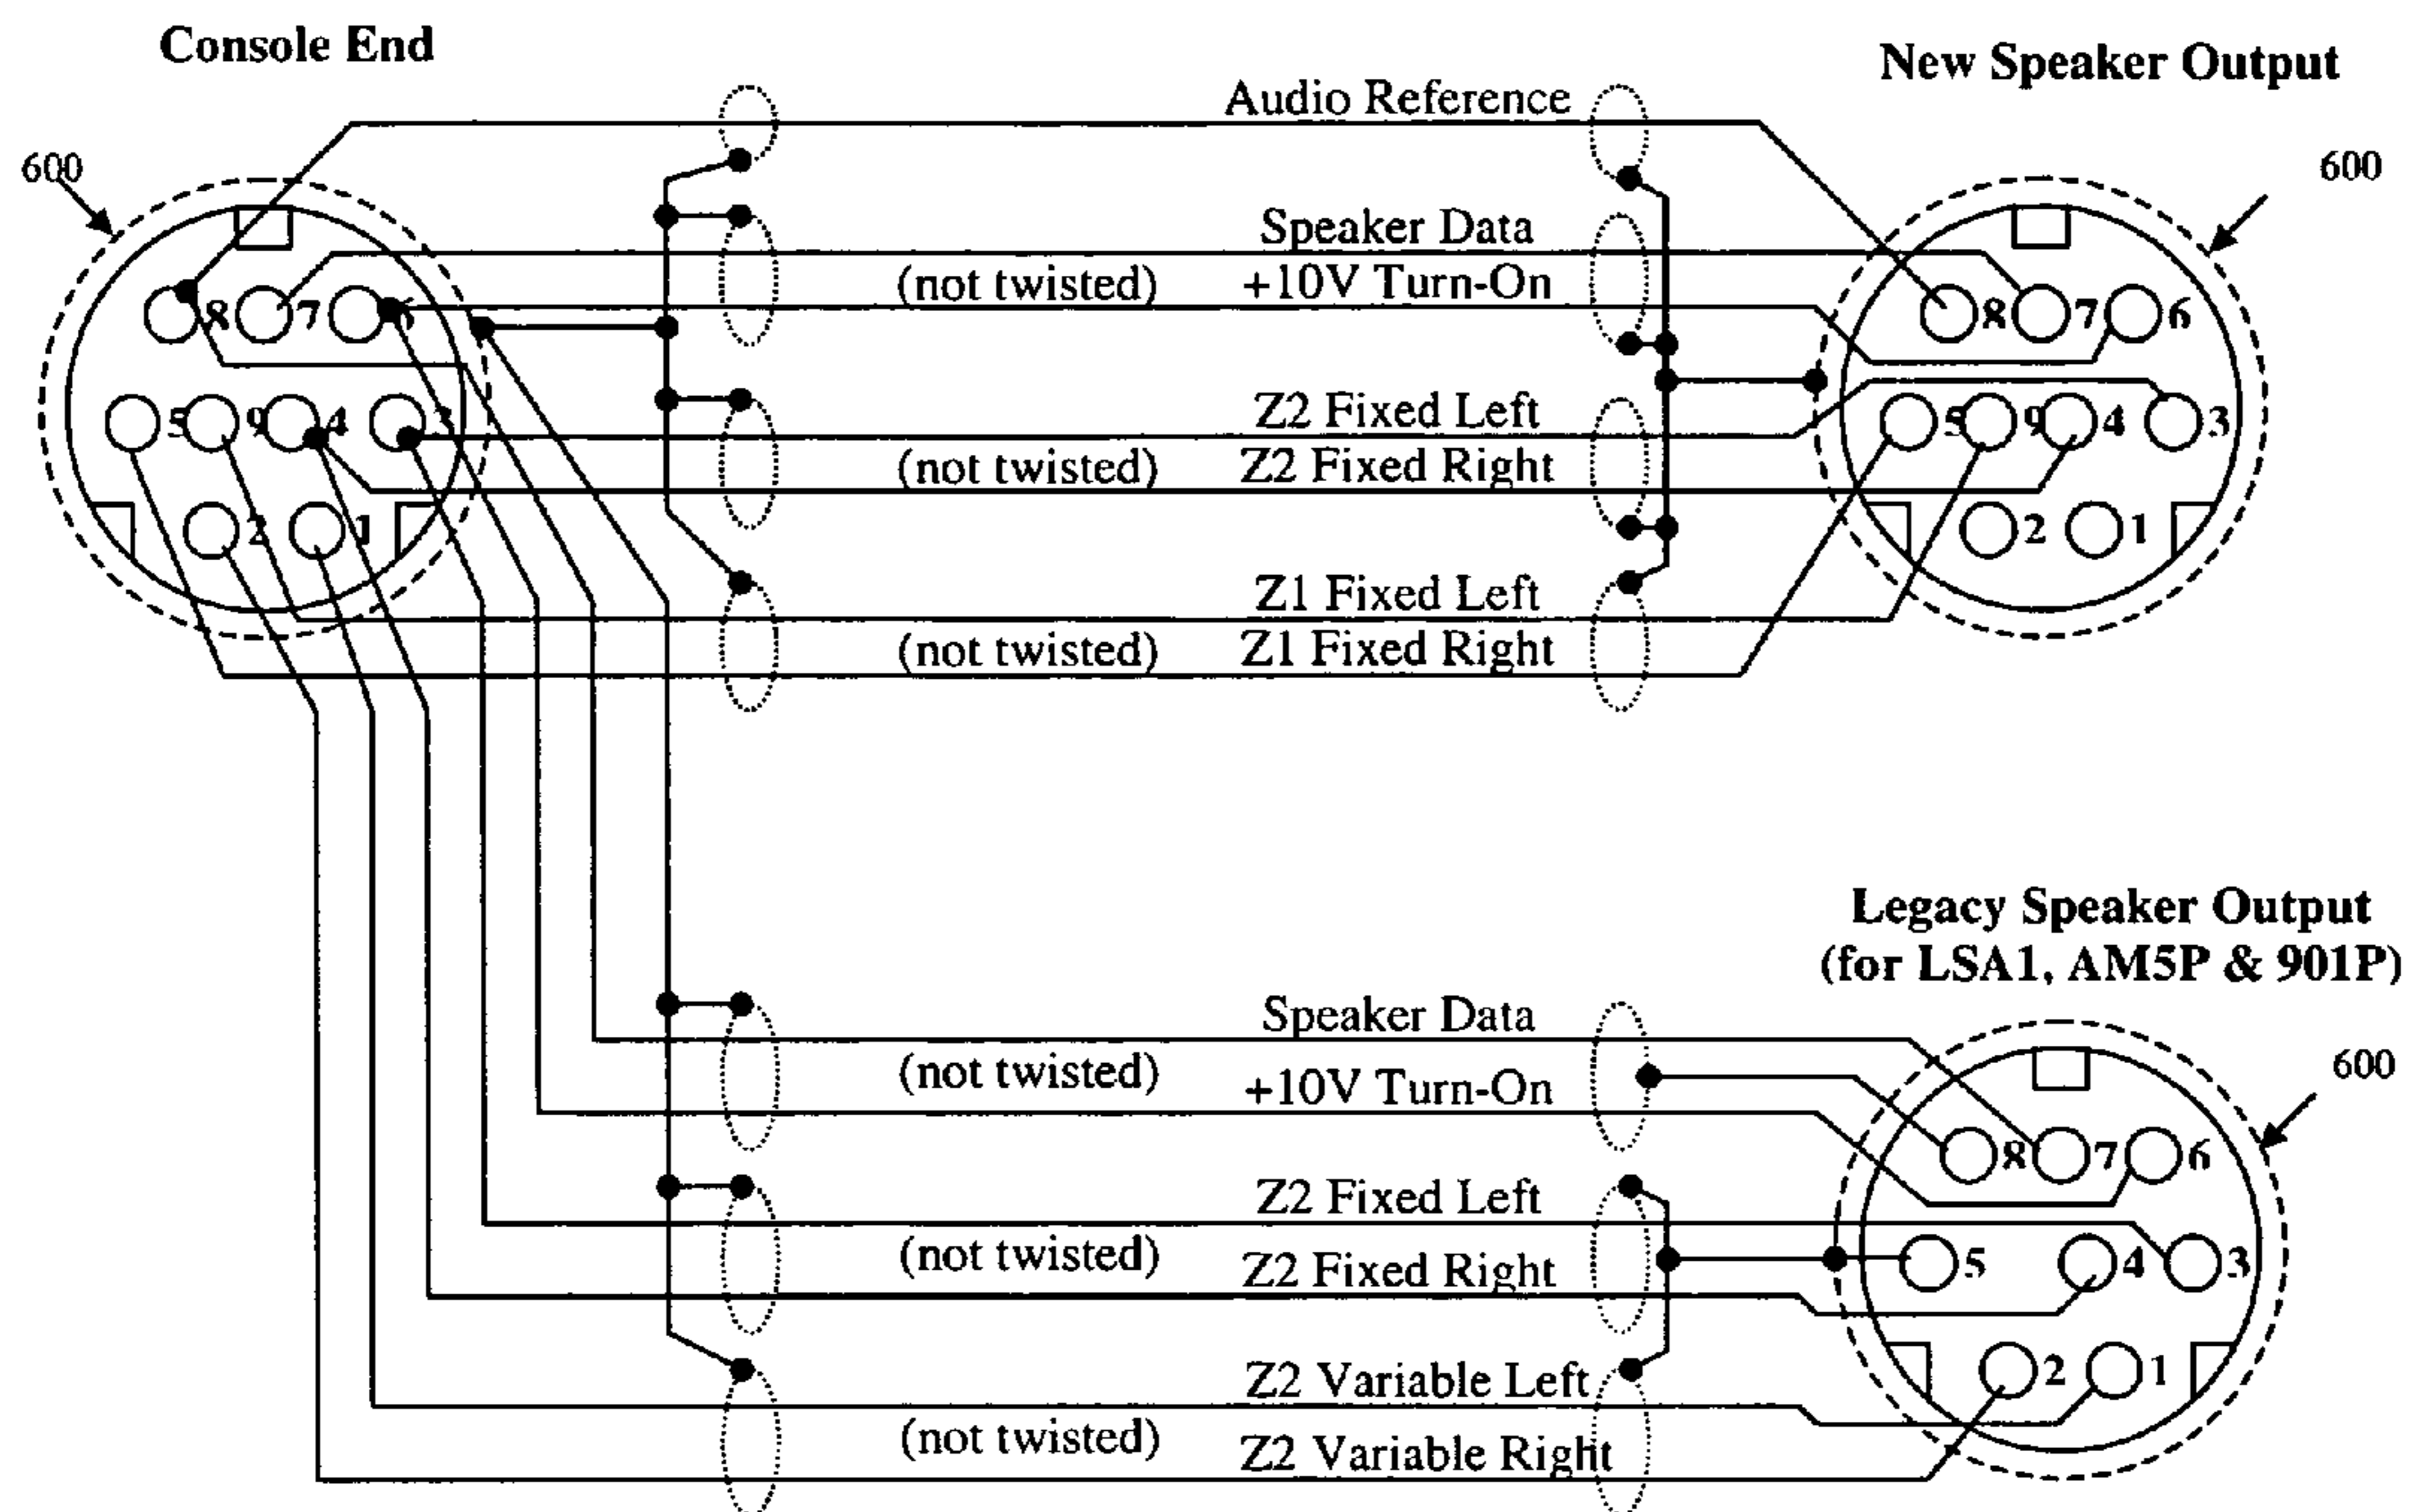 Console End
New Speaker Output
600
600
Audio Reference
Speaker Data
(not twisted) +10V Turn-On
8 7 6
8 7 6
Z2 Fixed Left
(not twisted) Z2 Fixed Right
5 9 4 3
5 9 4 3
2 1
2 1
Z1 Fixed Left
(not twisted) Z1 Fixed Right
Legacy Speaker Output
(for LSA1, AM5P & 901P)
600
Speaker Data
(not twisted) +10V Turn-On
8 7 6
Z2 Fixed Left
(not twisted) Z2 Fixed Right
5 4 3
Z2 Variable Left
(not twisted) Z2 Variable Right
2 1